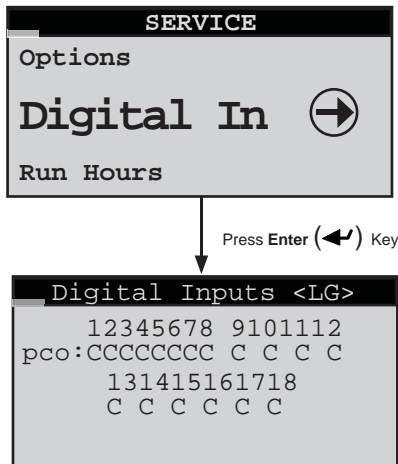 SERVICE
Options
Digital In
Run Hours
Press Enter (↵) Key
Digital Inputs <LG>
12345678 9101112
pco:CCCCCCCC C C C C
131415161718
C C C C C C